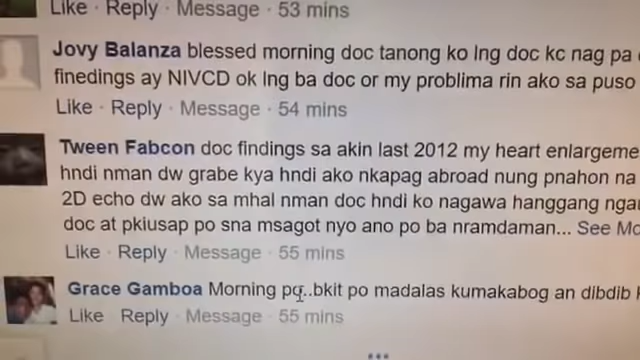 Like · Reply · Message · 53 mins
Jovy Balanza blessed morning doc tanong ko lng doc kc nag pa
finedings ay NIVCD ok lng ba doc or my problima rin ako sa puso
Like · Reply · Message · 54 mins
Tween Fabcon doc findings sa akin last 2012 my heart enlargeme
hndi nman dw grabe kya hndi ako nkapag abroad nung pnahon na
2D echo dw ako sa mhal nman doc hndi ko nagawa hanggang nga
doc at pkiusap po sna msagot nyo ano po ba nramdaman... See Mo
Like · Reply · Message · 55 mins
Grace Gamboa Morning po..bkit po madalas kumakabog an dibdib
Like Reply · Message · 55 mins